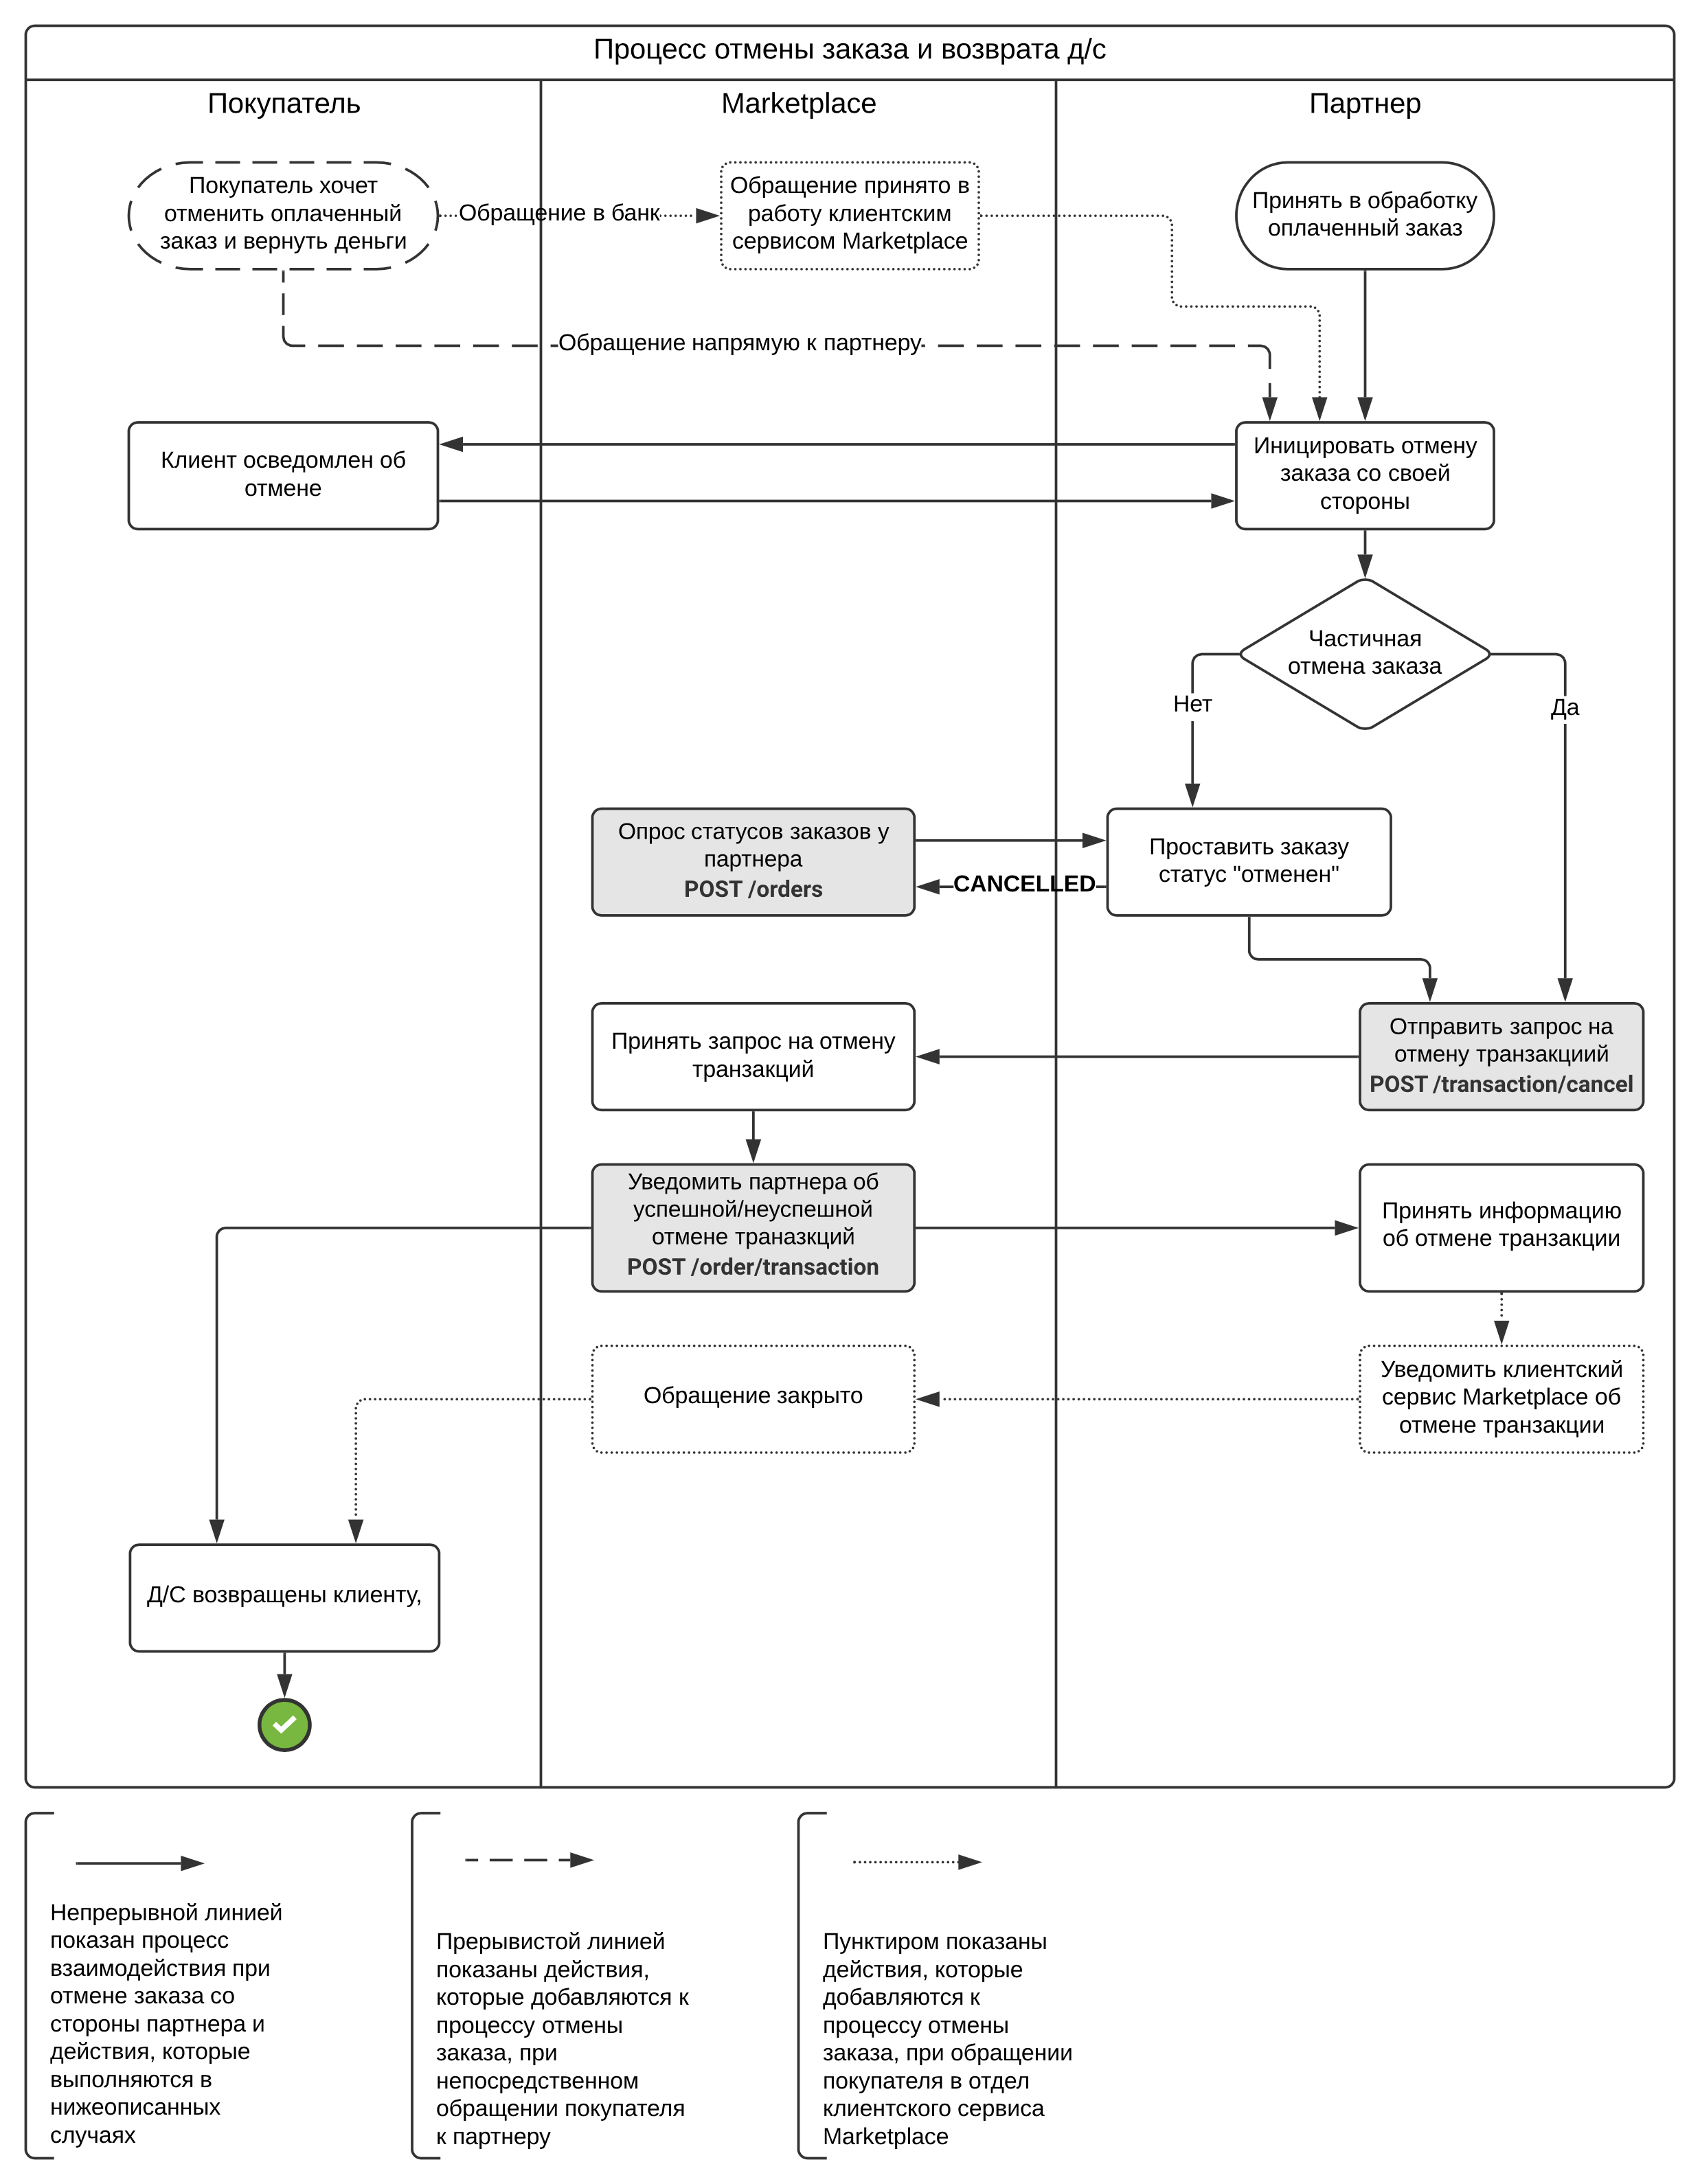 Процесс отмены заказа и возврата д/с
Покупатель
Marketplace
Партнер
Покупатель хочет
отменить оплаченный
заказ и вернуть деньги
Обращение в банк
Обращение принято в
работу клиентским
сервисом Marketplace
Принять в обработку
оплаченный заказ
Обращение напрямую к партнеру
Клиент осведомлен об
отмене
Инициировать отмену
заказа со своей
стороны
Частичная
отмена заказа
Нет
Да
Опрос статусов заказов у
партнера
POST /orders
CANCELLED
Проставить заказу
статус "отменен"
Принять запрос на отмену
транзакций
Отправить запрос на
отмену транзакциий
POST /transaction/cancel
Уведомить партнера об
успешной/неуспешной
отмене траназкций
POST /order/transaction
Принять информацию
об отмене транзакции
Обращение закрыто
Уведомить клиентский
сервис Marketplace об
отмене транзакции
Д/С возвращены клиенту,
Непрерывной линией
показан процесс
взаимодействия при
отмене заказа со
стороны партнера и
действия, которые
выполняются в
нижеописанных
случаях
Прерывистой линией
показаны действия,
которые добавляются к
процессу отмены
заказа, при
непосредственном
обращении покупателя
к партнеру
Пунктиром показаны
действия, которые
добавляются к
процессу отмены
заказа, при обращении
покупателя в отдел
клиентского сервиса
Marketplace